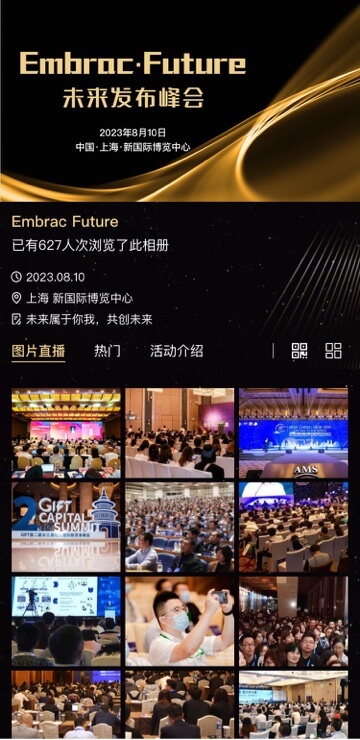 Embrac·Future
未来发布峰会
2023年8月10日
中国·上海·新国际博览中心
Embrac Future
已有627人次浏览了此相册
2023.08.10
上海 新国际博览中心
未来属于你我，共创未来
图片直播 热门 活动介绍
AMS
2
GIFT
CAPITAL
SUMMIT